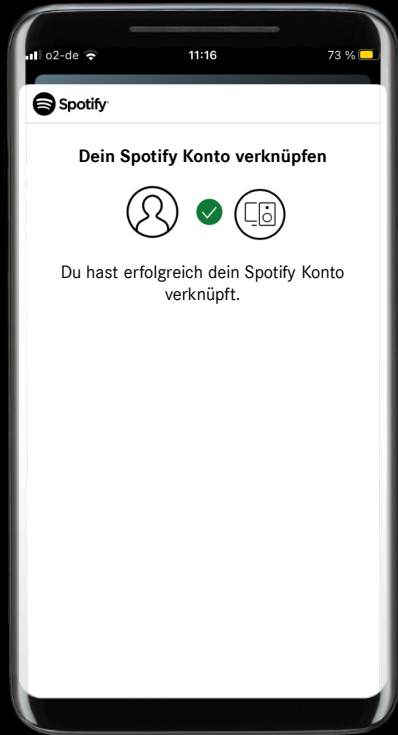 o2-de 11:16 73 %
Spotify
Dein Spotify Konto verknüpfen
Du hast erfolgreich dein Spotify Konto
verknüpft.